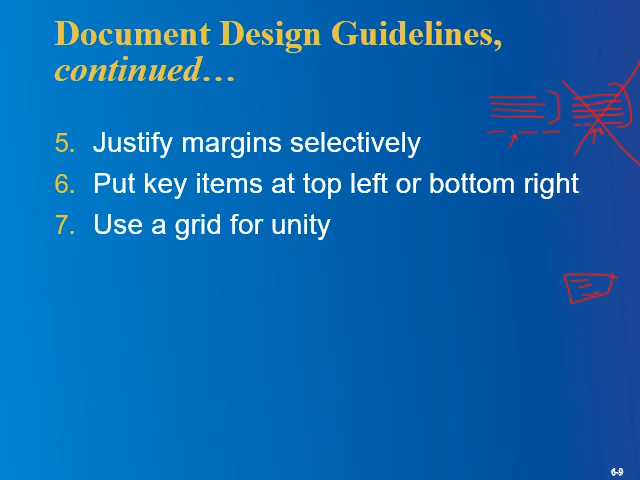 Document Design Guidelines,
continued…
5. Justify margins selectively
6. Put key items at top left or bottom right
7. Use a grid for unity
6-9